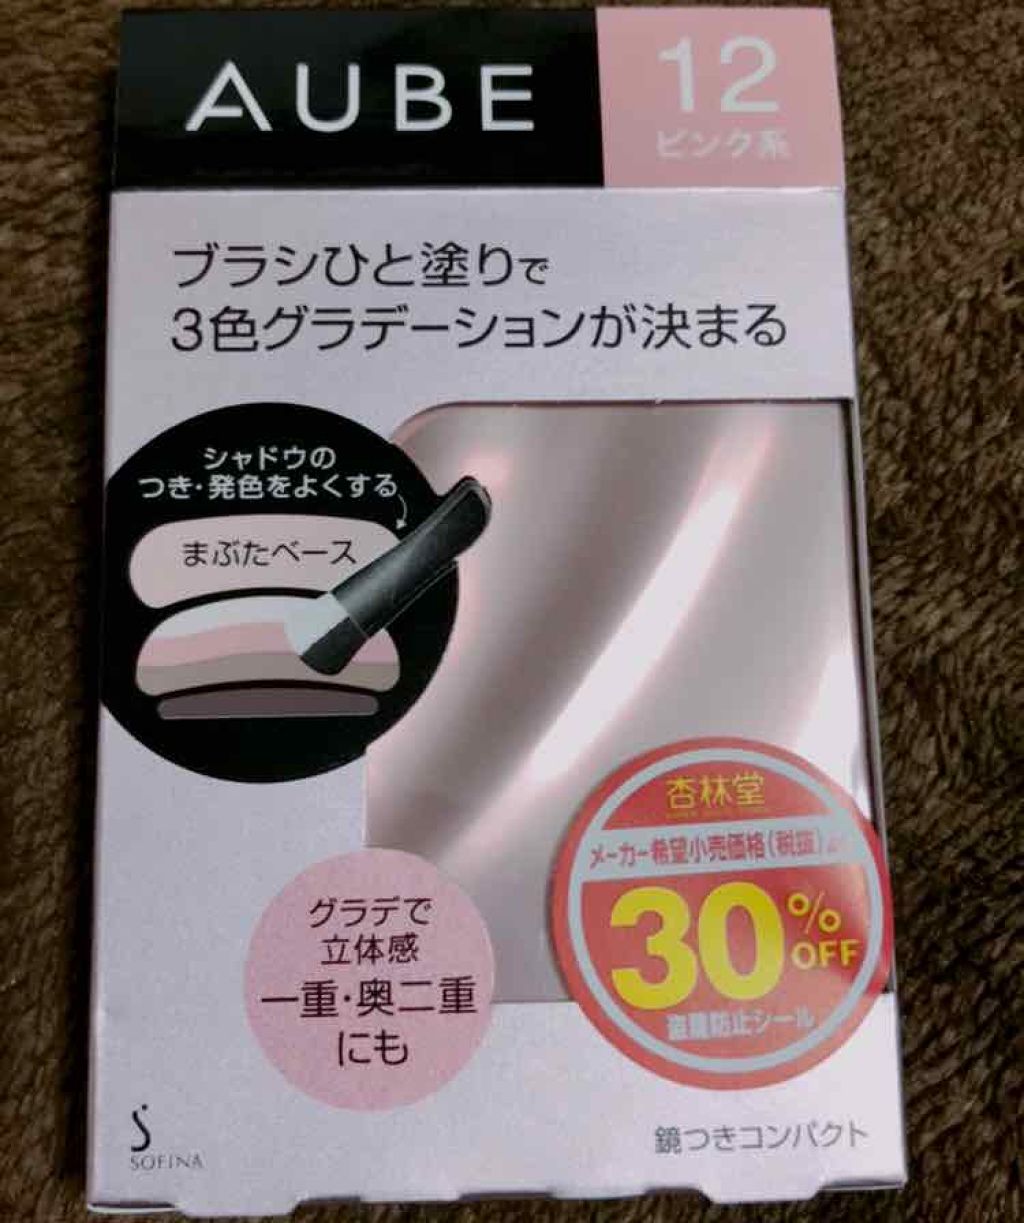 AUBE
12
ピンク系
ブラシひと塗りで
3色グラデーションが決まる
シャドウの
つき・発色をよくする
まぶたベース
グラデで
立体感
一重・奥二重
にも
杏林堂
メーカー希望小売価格(税抜)より
30%OFF
盗難防止シール
SOFINA
鏡つきコンパクト